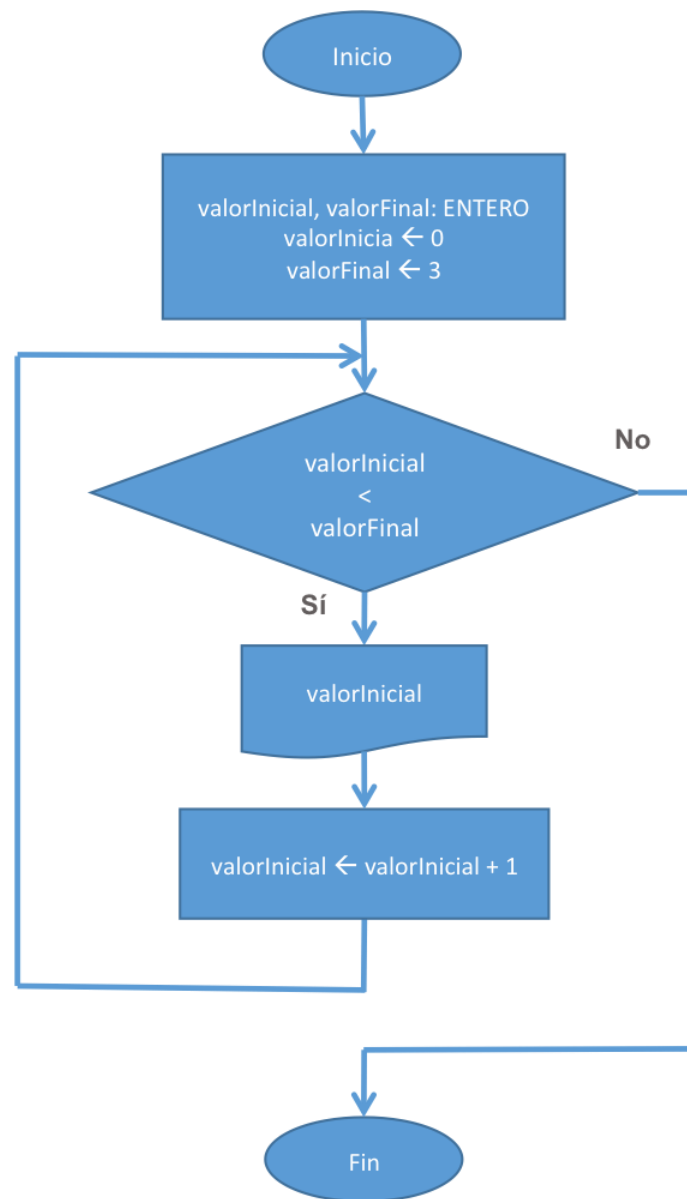 Inicio
valorInicial, valorFinal: ENTERO
valorInicia ← 0
valorFinal ← 3
valorInicial
<
valorFinal
No
Sí
valorInicial
valorInicial ← valorInicial + 1
Fin